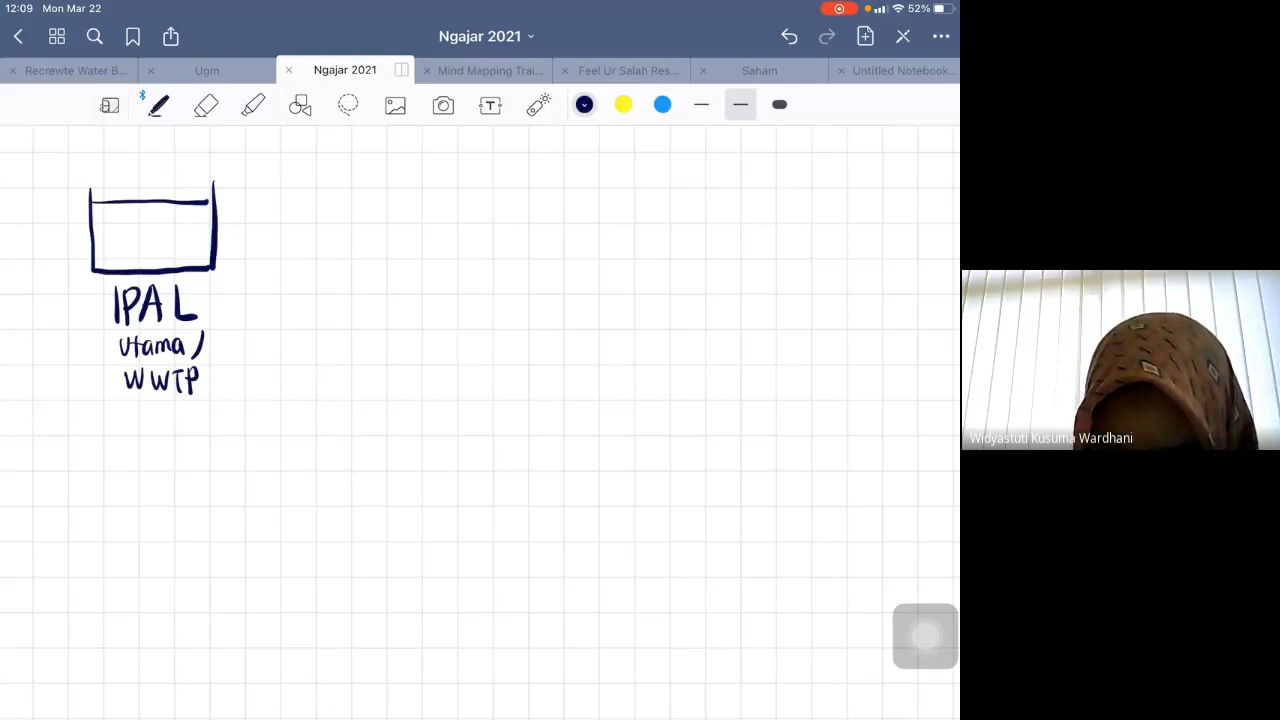 12:09 Mon Mar 22
52%
Ngajar 2021
Recrewte Water B...
Ugm
Ngajar 2021
Mind Mapping Trai...
Feel Ur Salah Res...
Saham
Untitled Notebook...
T
IPAL
Utama /
WWTP
Widyastuti Kusuma Wardhani